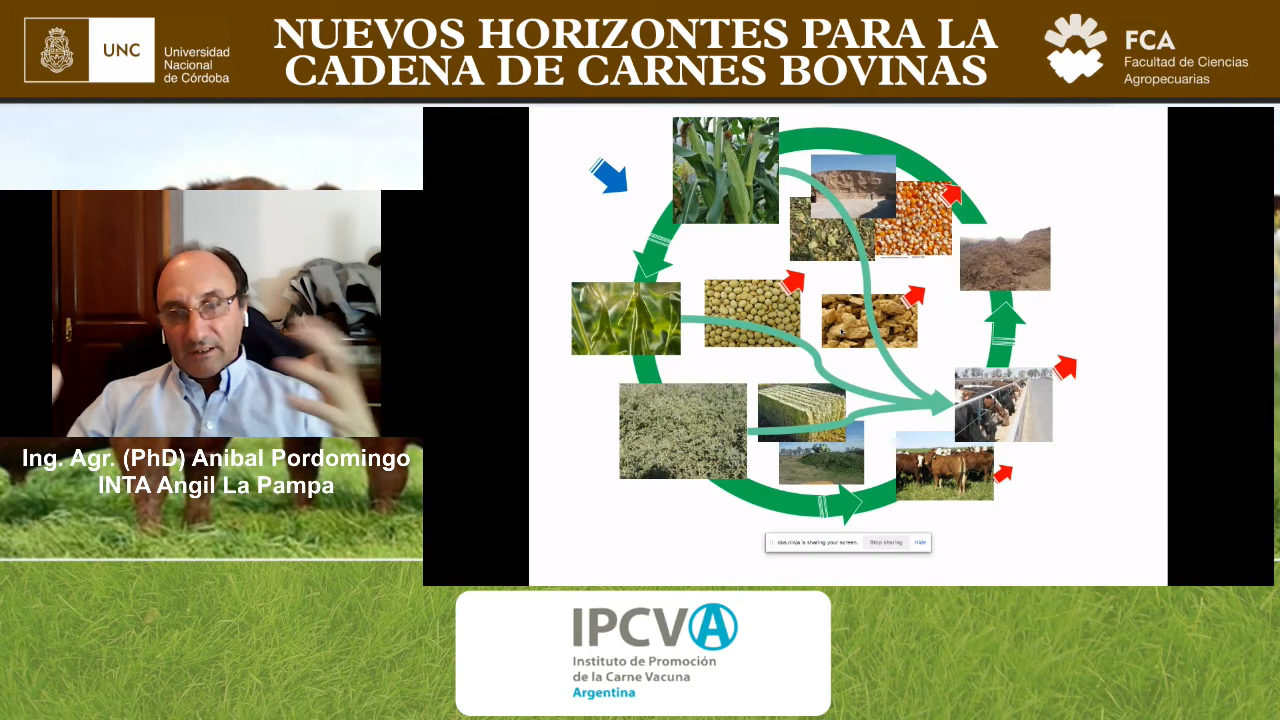 UNC
Universidad
Nacional
de Córdoba
NUEVOS HORIZONTES PARA LA
CADENA DE CARNES BOVINAS
FCA
Facultad de Ciencias
Agropecuarias
Ing. Agr. (PhD) Anibal Pordomingo
INTA Angil La Pampa
obs.ninja is sharing your screen.
Stop sharing
Hide
IPCVA
Instituto de Promoción
de la Carne Vacuna
Argentina